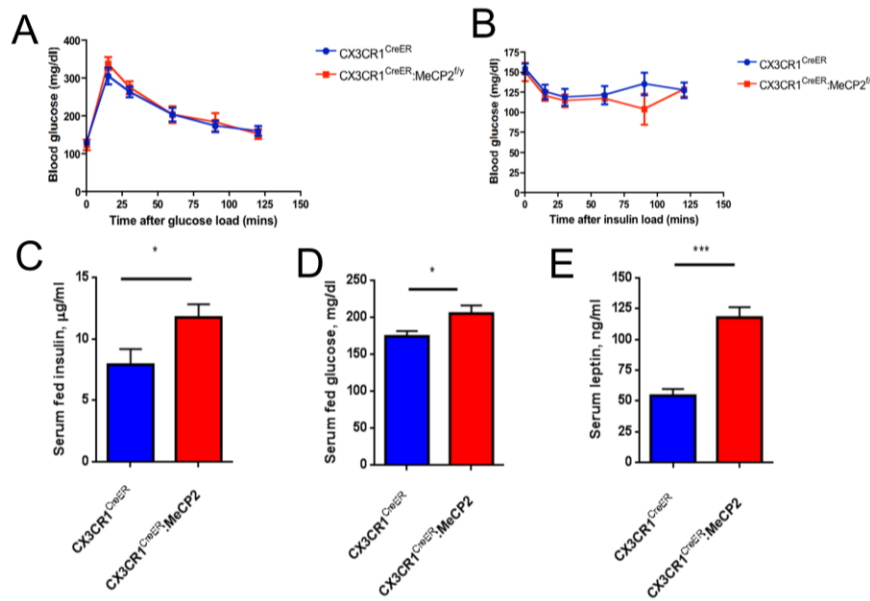 A
Blood glucose (mg/dl)
400
300
200
100
0
0 25 50 75 100 125 150
Time after glucose load (mins)
CX3CR1CreER
CX3CR1CreER:MeCP2f/y
B
Blood glucose (mg/dl)
175
150
125
100
75
50
25
0
0 25 50 75 100 125 150
Time after insulin load (mins)
CX3CR1CreER
CX3CR1CreER:MeCP2f/
C
*
Serum fed insulin, µg/ml
15
10
5
0
CX3CR1CreER
CX3CR1CreER:MeCP2
D
*
Serum fed glucose, mg/dl
250
200
150
100
50
0
CX3CR1CreER
CX3CR1CreER:MeCP2
E
***
Serum leptin, ng/ml
150
125
100
75
50
25
0
CX3CR1CreER
CX3CR1CreER:MeCP2